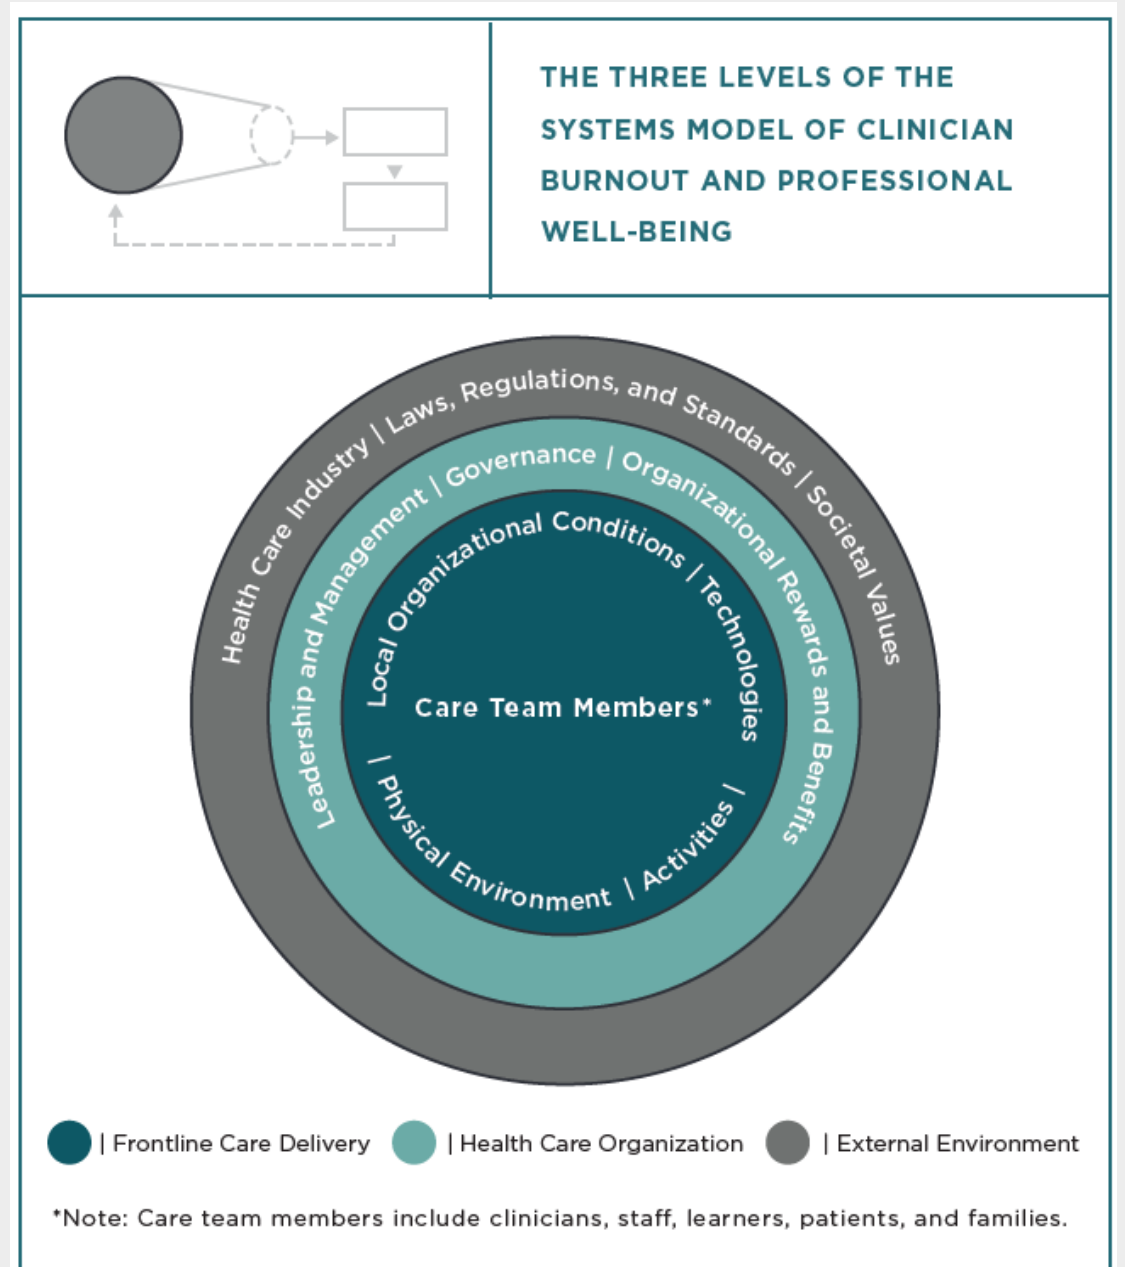 THE THREE LEVELS OF THE
SYSTEMS MODEL OF CLINICIAN
BURNOUT AND PROFESSIONAL
WELL-BEING
Health Care Industry | Laws, Regulations, and Standards | Societal Values
Leadership and Management | Governance | Organizational Rewards and Benefits
Local Organizational Conditions | Technologies
Care Team Members*
| Physical Environment | Activities |
| Frontline Care Delivery | Health Care Organization | External Environment
*Note: Care team members include clinicians, staff, learners, patients, and families.